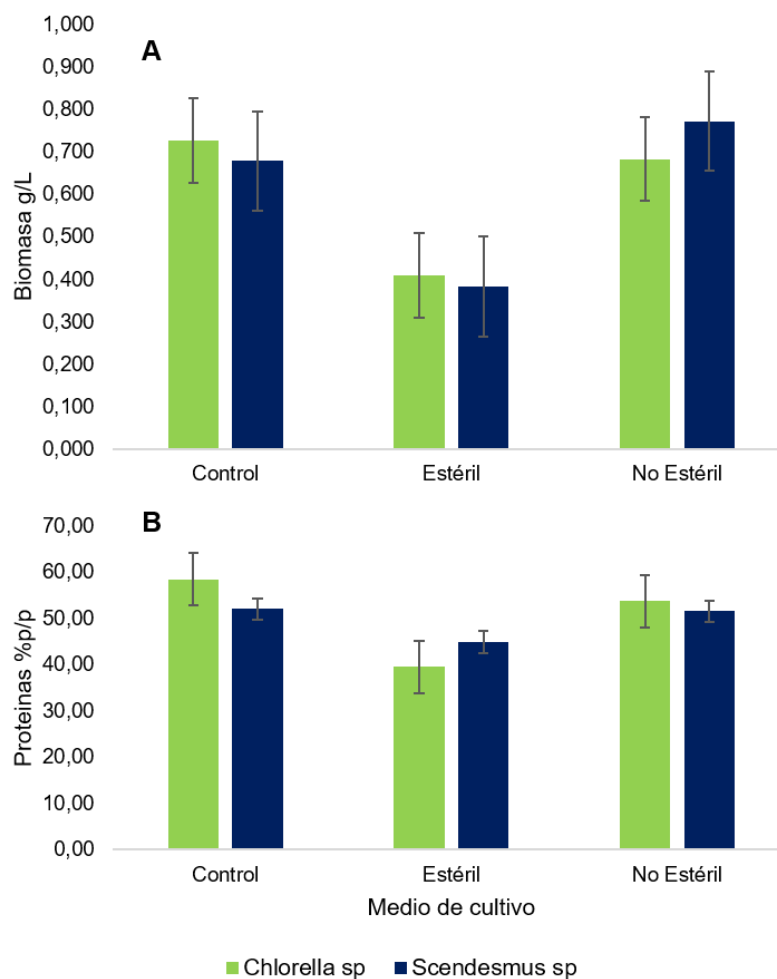 A
Biomasa g/L
1,000
0,900
0,800
0,700
0,600
0,500
0,400
0,300
0,200
0,100
0,000
Control Estéril No Estéril
B
Proteinas %p/p
70,00
60,00
50,00
40,00
30,00
20,00
10,00
0,00
Control Estéril No Estéril
Medio de cultivo
Chlorella sp Scendesmus sp